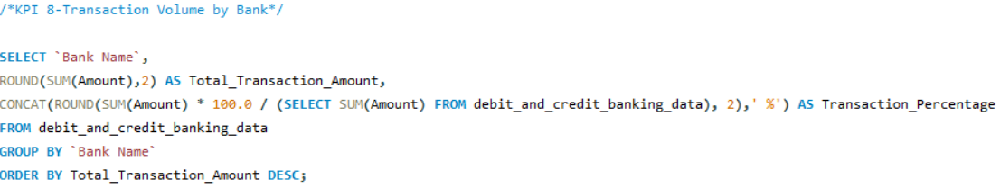 /*KPI 8-Transaction Volume by Bank*/
SELECT `Bank Name`,
ROUND(SUM(Amount),2) AS Total_Transaction_Amount,
CONCAT(ROUND(SUM(Amount) * 100.0 / (SELECT SUM(Amount) FROM debit_and_credit_banking_data), 2),' %') AS Transaction_Percentage
FROM debit_and_credit_banking_data
GROUP BY `Bank Name`
ORDER BY Total_Transaction_Amount DESC;